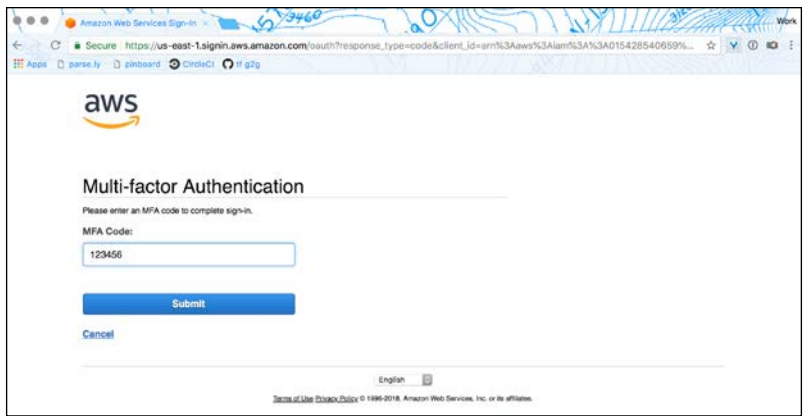 3460
Amazon Web Services Sign-In
Work
Secure https://us-east-1.signin.aws.amazon.com/oauth?response_type=code&client_id=arn%3Aaws%3Aiam%3A%3A015428540659%...
Apps parse.ly pinboard CircleCI tf g2g
aws
Multi-factor Authentication
Please enter an MFA code to complete sign-in.
MFA Code:
123456
Submit
Cancel
English
Terms of Use Privacy Policy © 1996-2018, Amazon Web Services, Inc. or its affiliates.